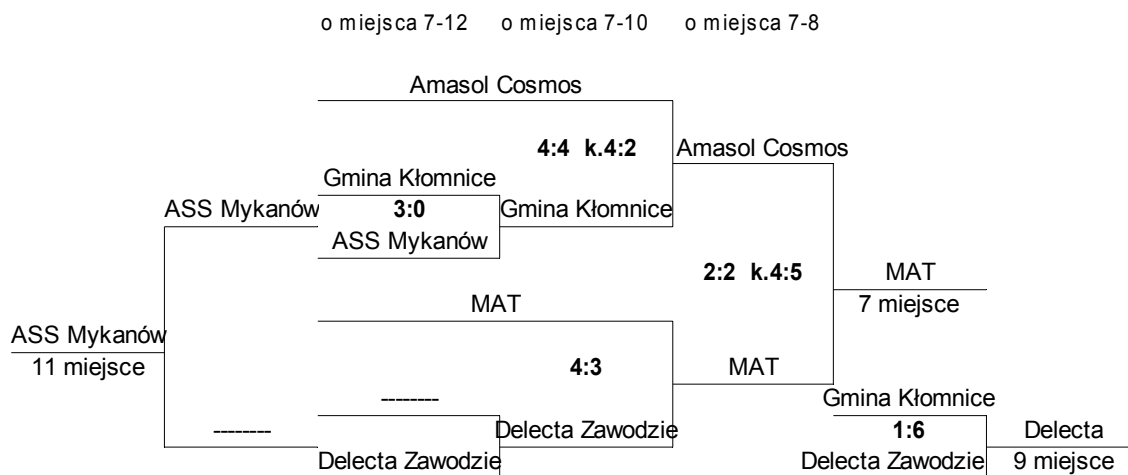 o miejsca 7-12 o miejsca 7-10 o miejsca 7-8
Amasol Cosmos
4:4 k.4:2 Amasol Cosmos
Gmina Kłomnice
ASS Mykanów 3:0 Gmina Kłomnice
ASS Mykanów
2:2 k.4:5 MAT
MAT 7 miejsce
ASS Mykanów
11 miejsce 4:3 MAT
-------- Gmina Kłomnice
-------- Delecta Zawodzie 1:6 Delecta
Delecta Zawodzie Delecta Zawodzie 9 miejsce